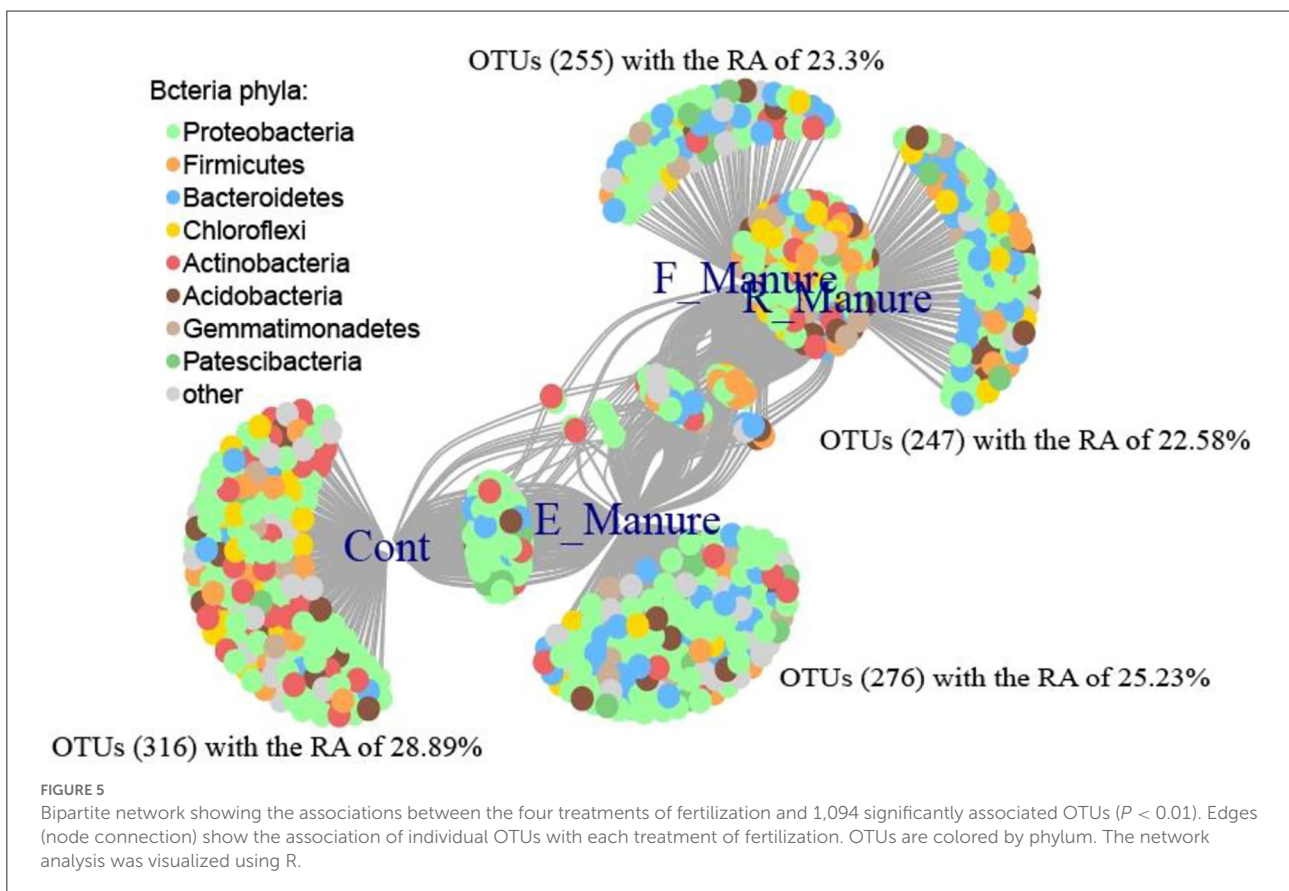 OTUs (255) with the RA of 23.3%
Bcteria phyla:
Proteobacteria
Firmicutes
Bacteroidetes
Chloroflexi
Actinobacteria
Acidobacteria
Gemmatimonadetes
Patescibacteria
other
F_Manure
R_Manure
OTUs (247) with the RA of 22.58%
Cont
E_Manure
OTUs (276) with the RA of 25.23%
OTUs (316) with the RA of 28.89%
FIGURE 5
Bipartite network showing the associations between the four treatments of fertilization and 1,094 significantly associated OTUs (P < 0.01). Edges
(node connection) show the association of individual OTUs with each treatment of fertilization. OTUs are colored by phylum. The network
analysis was visualized using R.